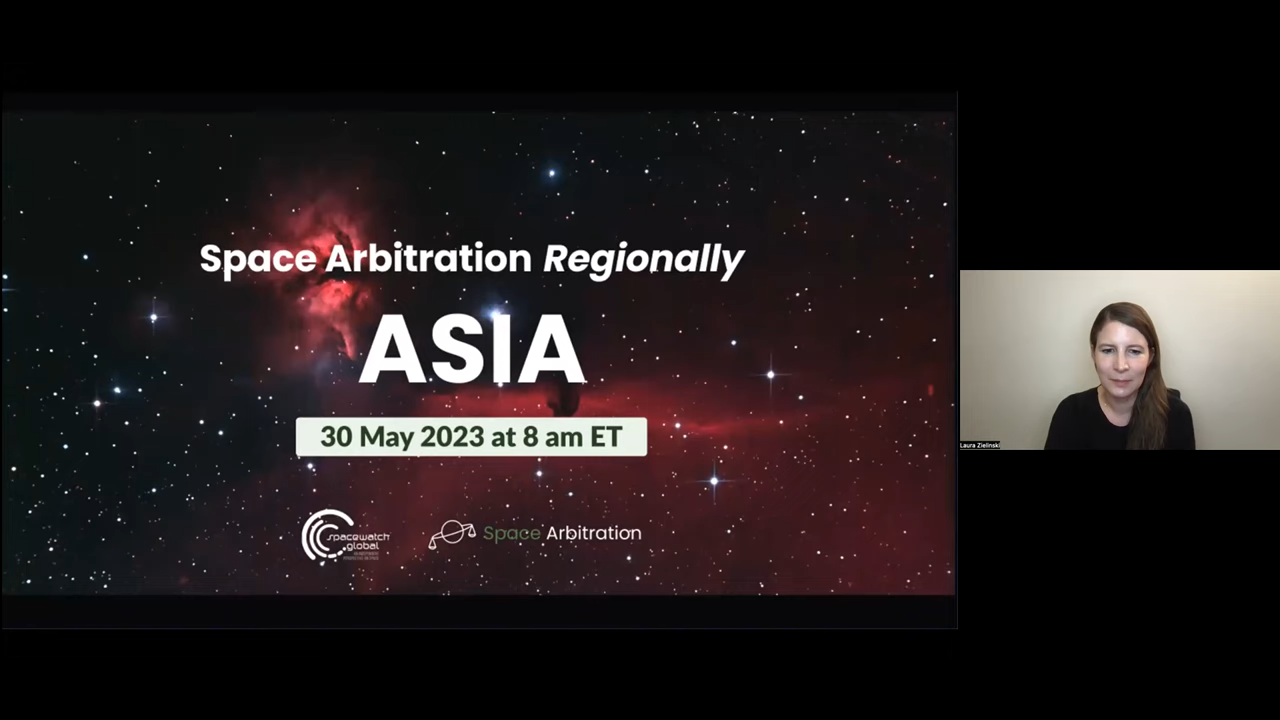 Space Arbitration Regionally
ASIA
30 May 2023 at 8 am ET
spacewatch
.global
Space Arbitration
Laura Zielinski